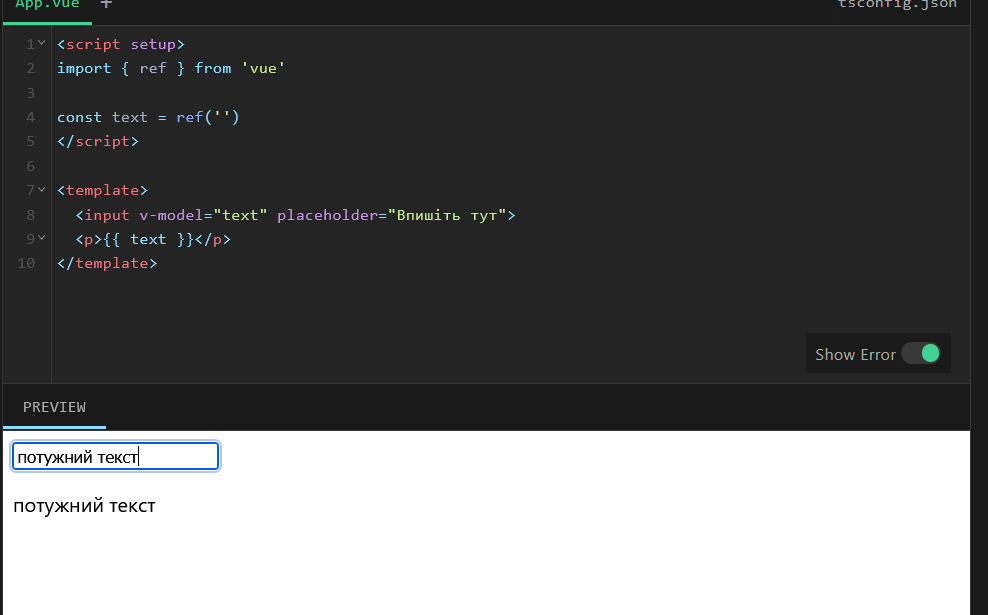 App.vue +
tsconfig.json
1 <script setup>
2 import { ref } from 'vue'
3
4 const text = ref('')
5 </script>
6
7 <template>
8 <input v-model="text" placeholder="Впишіть тут">
9 <p>{{ text }}</p>
10 </template>
Show Error
PREVIEW
потужний текст
потужний текст